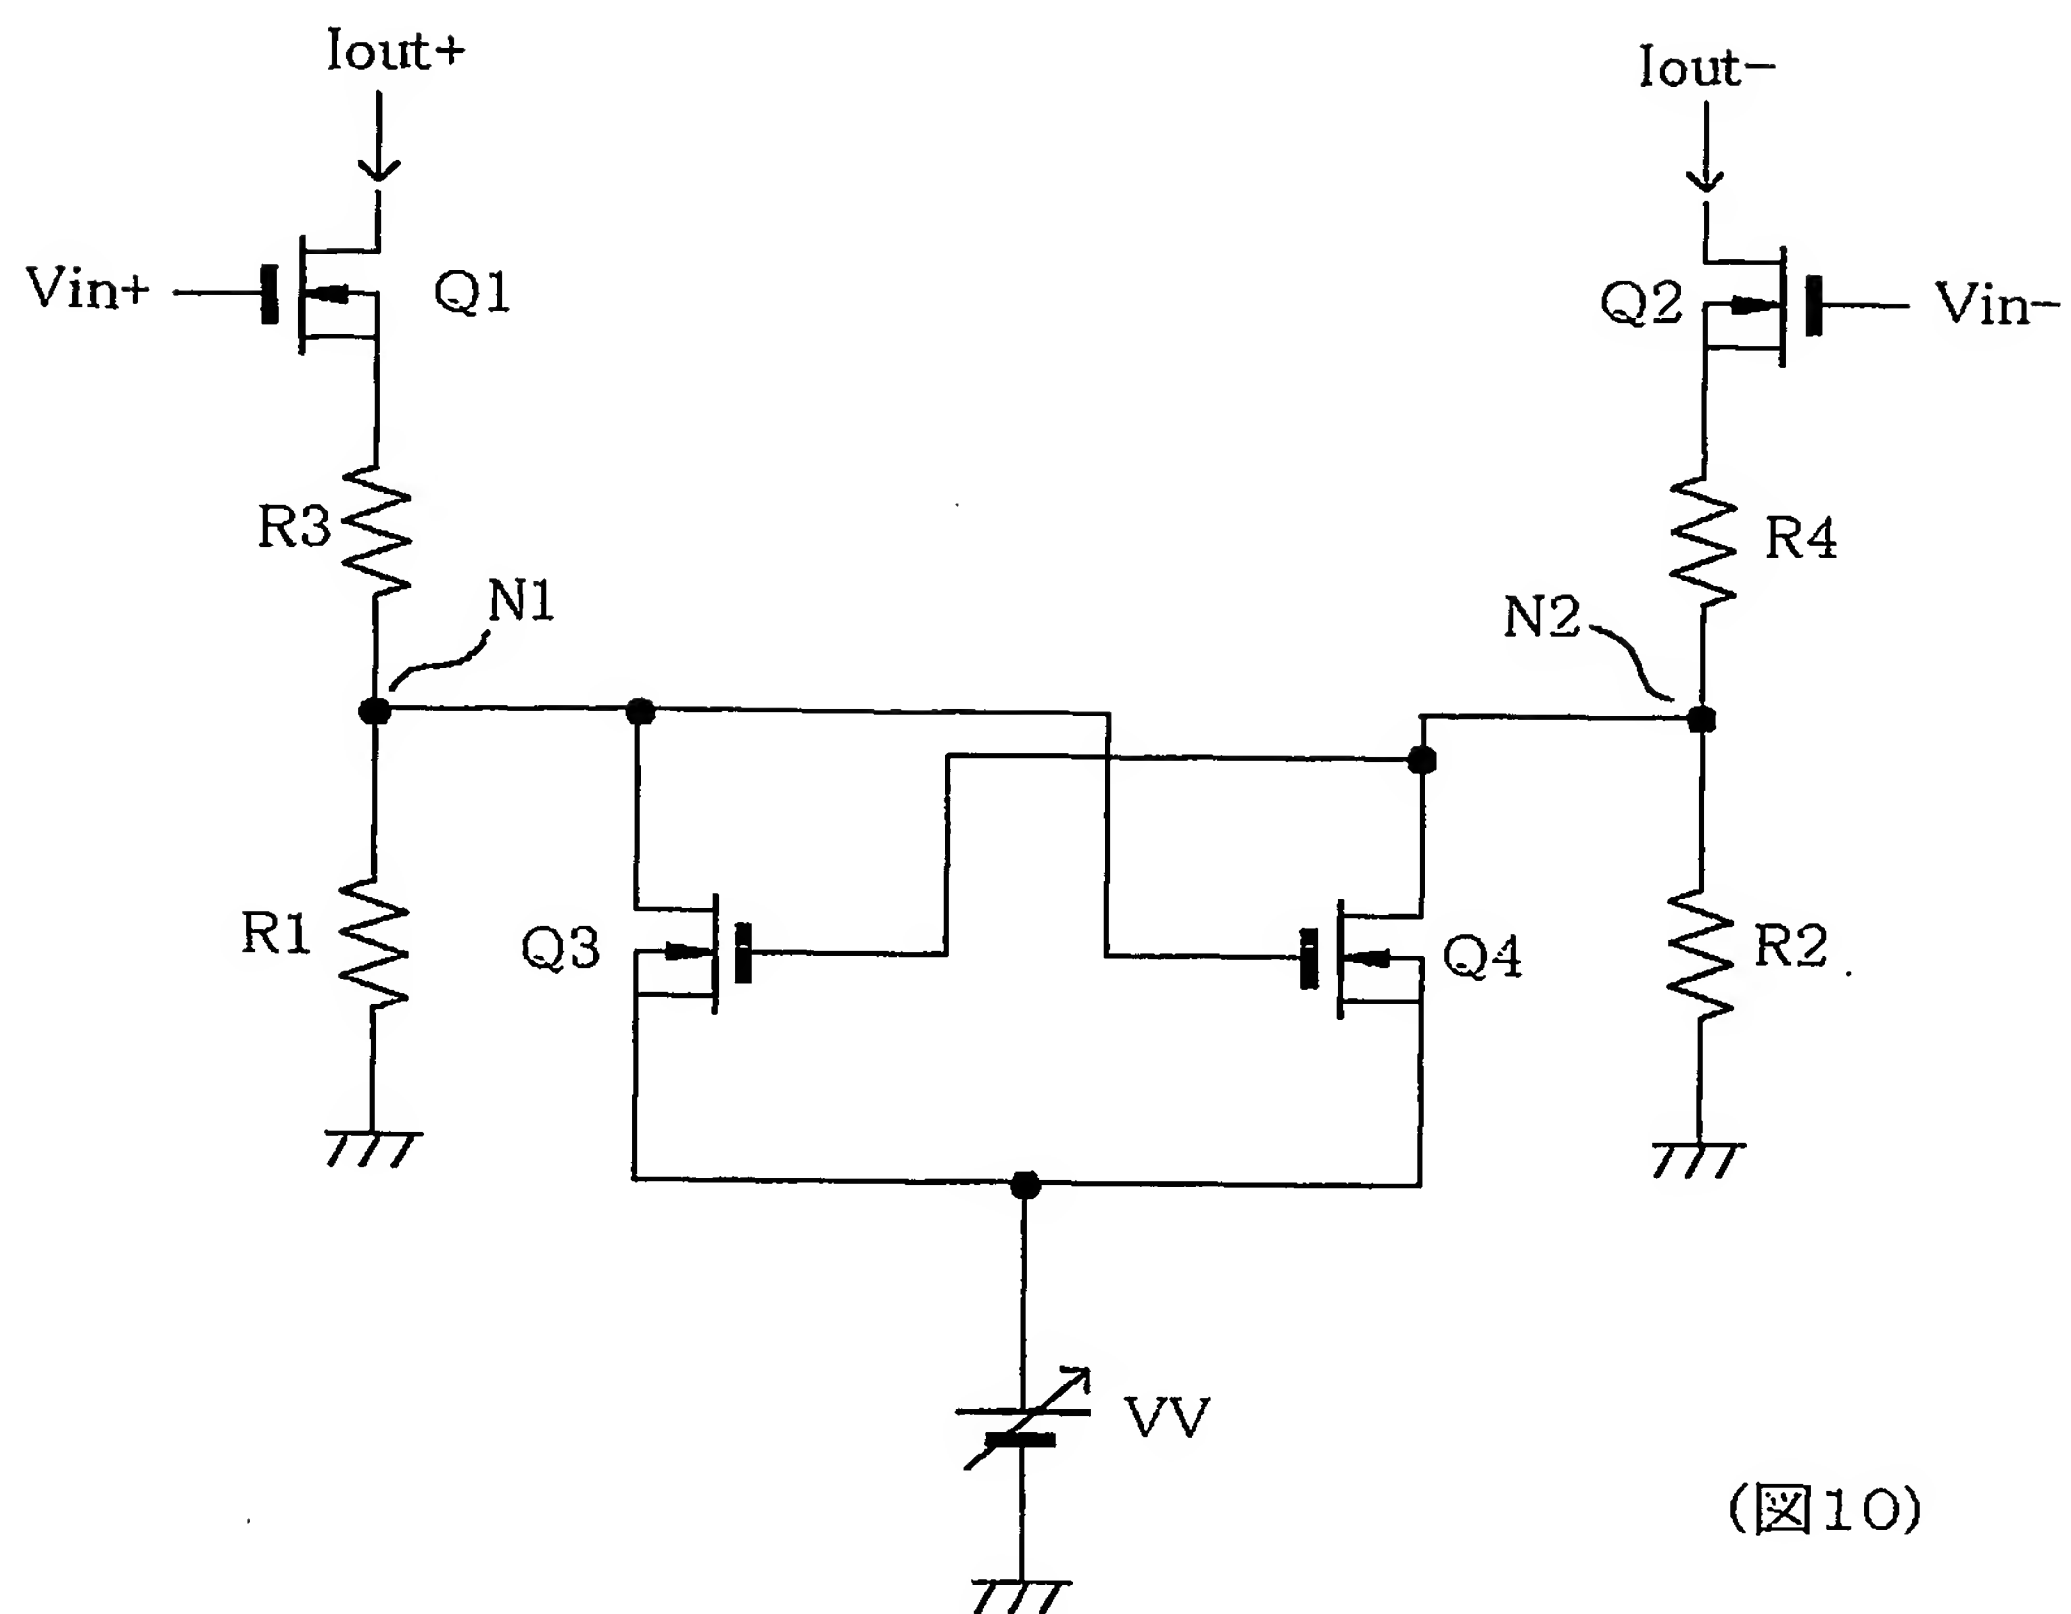 Iout+
Iout−
Vin+
Q1
Q2
Vin−
R3
R4
N1
N2
R1
Q3
Q4
R2
VV
(図10)